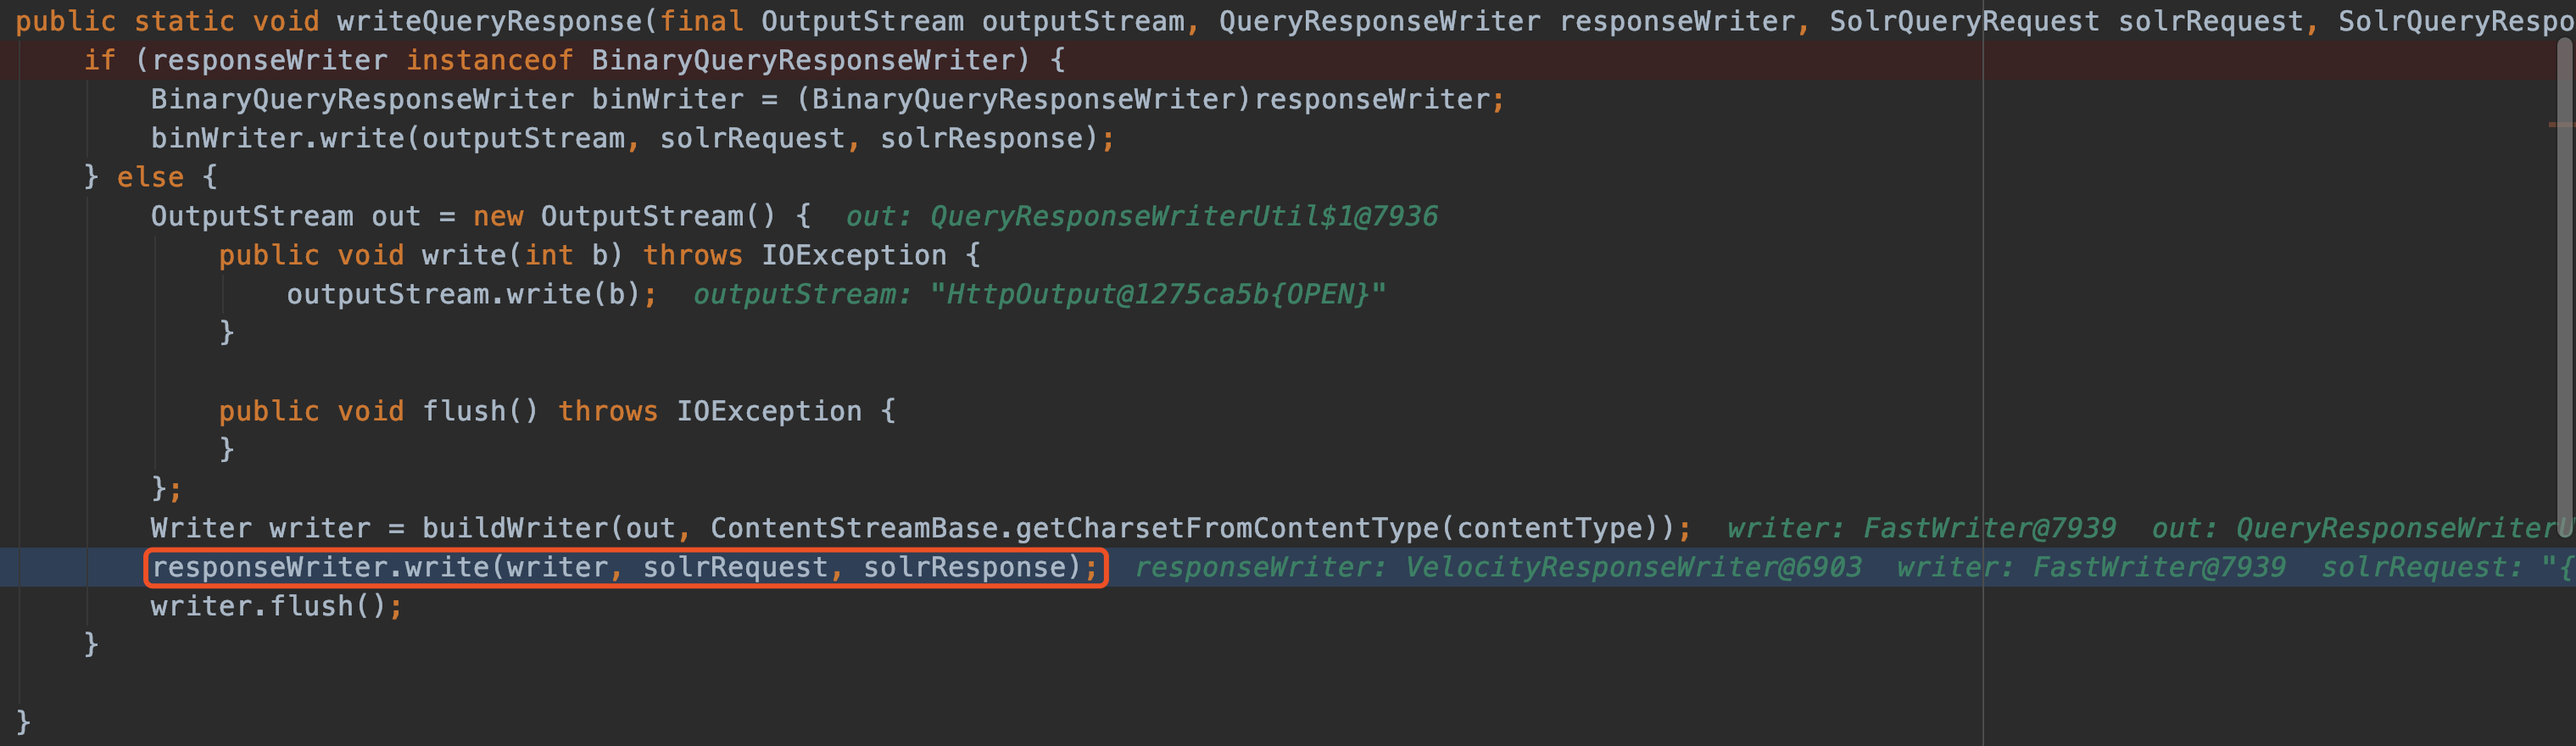 public static void writeQueryResponse(final OutputStream outputStream, QueryResponseWriter responseWriter, SolrQueryRequest solrRequest, SolrQueryRespo
if (responseWriter instanceof BinaryQueryResponseWriter) {
BinaryQueryResponseWriter binWriter = (BinaryQueryResponseWriter)responseWriter;
binWriter.write(outputStream, solrRequest, solrResponse);
} else {
OutputStream out = new OutputStream() { out: QueryResponseWriterUtil$1@7936
public void write(int b) throws IOException {
outputStream.write(b); outputStream: "HttpOutput@1275ca5b{OPEN}"
}
public void flush() throws IOException {
}
};
Writer writer = buildWriter(out, ContentStreamBase.getCharsetFromContentType(contentType)); writer: FastWriter@7939 out: QueryResponseWriterU
responseWriter.write(writer, solrRequest, solrResponse); responseWriter: VelocityResponseWriter@6903 writer: FastWriter@7939 solrRequest: "{
writer.flush();
}
}